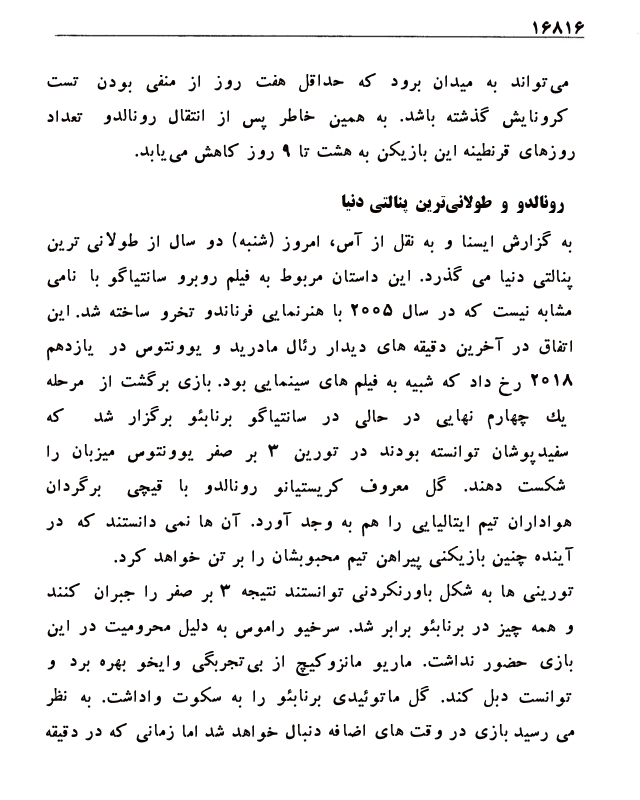 ۱۶۸۱۶
می‌تواند به میدان برود که حداقل هفت روز از منفی بودن تست
کرونایش گذشته باشد. به همین خاطر پس از انتقال رونالدو تعداد
روزهای قرنطینه این بازیکن به هشت تا ۹ روز کاهش می‌یابد.
رونالدو و طولانی‌ترین پنالتی دنیا
به گزارش ایسنا و به نقل از آس، امروز (شنبه) دو سال از طولانی ترین
پنالتی دنیا می گذرد. این داستان مربوط به فیلم روبرو سانتیاگو با نامی
مشابه نیست که در سال ۲۰۰۵ با هنرنمایی فرناندو تخرو ساخته شد. این
اتفاق در آخرین دقیقه های دیدار رئال مادرید و یوونتوس در یازدهم
۲۰۱۸ رخ داد که شبیه به فیلم های سینمایی بود. بازی برگشت از مرحله
یك چهارم نهایی در حالی در سانتیاگو برنابئو برگزار شد که
سفیدپوشان توانسته بودند در تورین ۳ بر صفر یوونتوس میزبان را
شکست دهند. گل معروف کریستیانو رونالدو با قیچی برگردان
هواداران تیم ایتالیایی را هم به وجد آورد. آن ها نمی دانستند که در
آینده چنین بازیکنی پیراهن تیم محبوبشان را بر تن خواهد کرد.
تورینی ها به شکل باورنکردنی توانستند نتیجه ۳ بر صفر را جبران کنند
و همه چیز در برنابئو برابر شد. سرخیو راموس به دلیل محرومیت در این
بازی حضور نداشت. ماریو مانزوکیچ از بی‌تجربگی وایخو بهره برد و
توانست دبل کند. گل ماتوئیدی برنابئو را به سکوت واداشت. به نظر
می رسید بازی در وقت های اضافه دنبال خواهد شد اما زمانی که در دقیقه